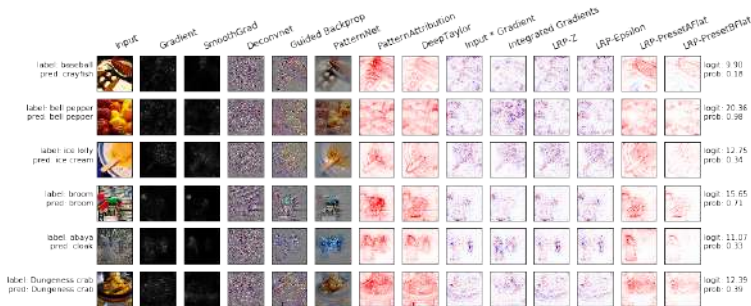 Input
Gradient
SmoothGrad
Deconvnet
Guided Backprop
PatternNet
PatternAttribution
DeepTaylor
Input * Gradient
Integrated Gradients
LRP-Z
LRP-Epsilon
LRP-PresetAFlat
LRP-PresetBFlat
label: baseball
pred: crayfish
logit: 9.90
prob: 0.18
label: bell pepper
pred: bell pepper
logit: 20.36
prob: 0.98
label: ice lolly
pred: ice cream
logit: 12.75
prob: 0.34
label: broom
pred: broom
logit: 15.65
prob: 0.71
label: abaya
pred: cloak
logit: 11.07
prob: 0.33
label: Dungeness crab
pred: Dungeness crab
logit: 12.39
prob: 0.39